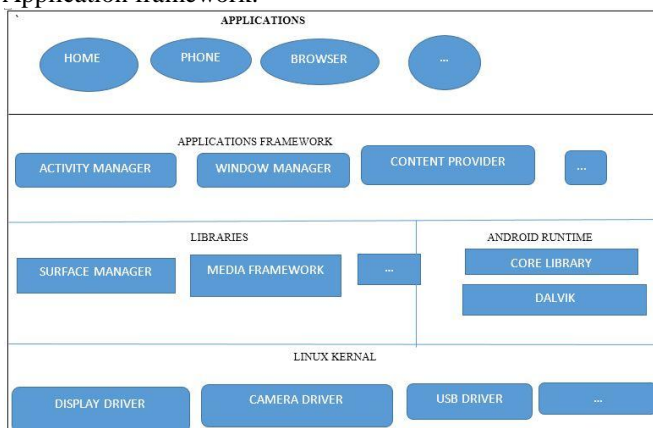 Application framework.
APPLICATIONS
HOME PHONE BROWSER ...
APPLICATIONS FRAMEWORK
ACTIVITY MANAGER WINDOW MANAGER CONTENT PROVIDER ...
LIBRARIES ANDROID RUNTIME
SURFACE MANAGER MEDIA FRAMEWORK ... CORE LIBRARY
DALVIK
LINUX KERNAL
DISPLAY DRIVER CAMERA DRIVER USB DRIVER ...